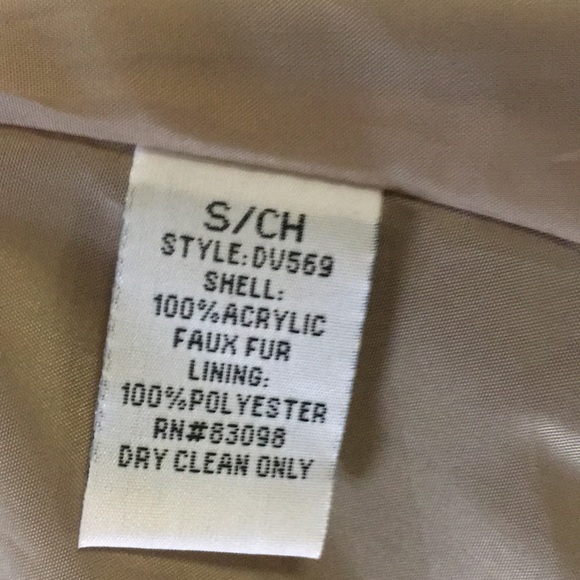 S/CH
STYLE:DV569
SHELL:
100%ACRYLIC
FAUX FUR
LINING:
100%POLYESTER
RN#83098
DRY CLEAN ONLY